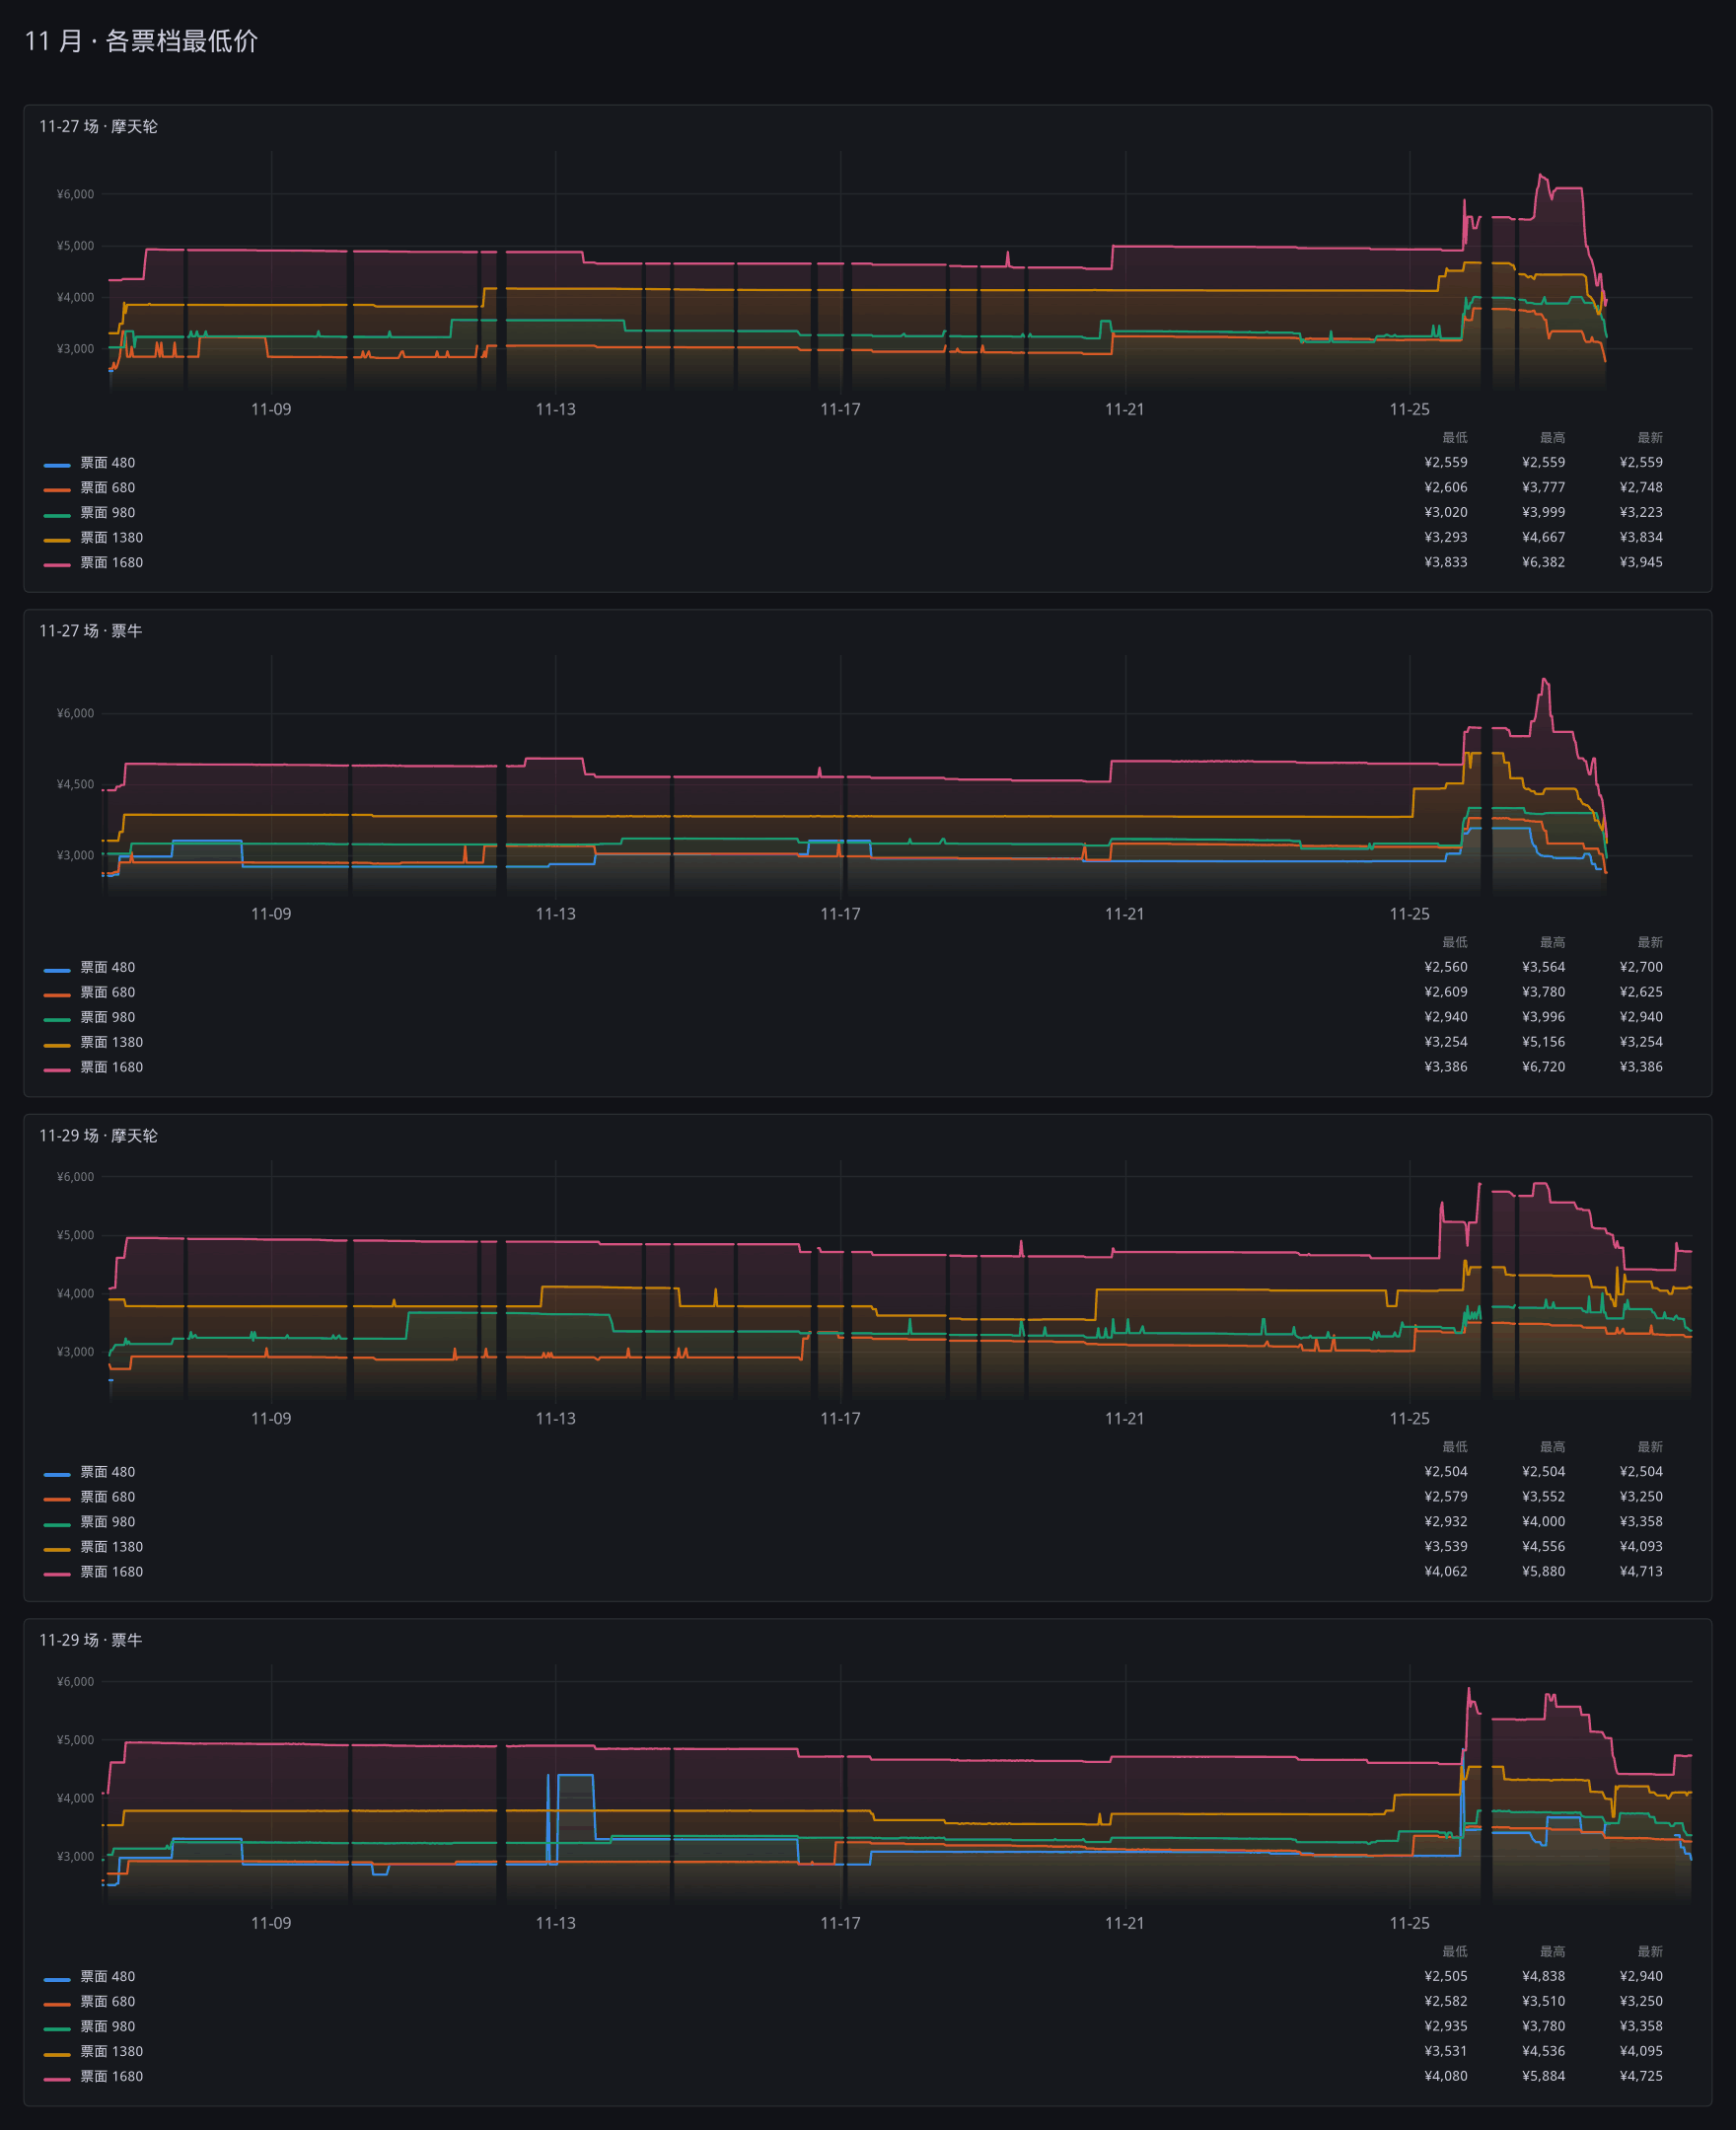 11 月 · 各票档最低价
11-27 场 · 摩天轮
¥6,000
¥5,000
¥4,000
¥3,000
11-09 11-13 11-17 11-21 11-25
最低 最高 最新
票面 480 ¥2,559 ¥2,559 ¥2,559
票面 680 ¥2,606 ¥3,777 ¥2,748
票面 980 ¥3,020 ¥3,999 ¥3,223
票面 1380 ¥3,293 ¥4,667 ¥3,834
票面 1680 ¥3,833 ¥6,382 ¥3,945
11-27 场 · 票牛
¥6,000
¥4,500
¥3,000
11-09 11-13 11-17 11-21 11-25
最低 最高 最新
票面 480 ¥2,560 ¥3,564 ¥2,700
票面 680 ¥2,609 ¥3,780 ¥2,625
票面 980 ¥2,940 ¥3,996 ¥2,940
票面 1380 ¥3,254 ¥5,156 ¥3,254
票面 1680 ¥3,386 ¥6,720 ¥3,386
11-29 场 · 摩天轮
¥6,000
¥5,000
¥4,000
¥3,000
11-09 11-13 11-17 11-21 11-25
最低 最高 最新
票面 480 ¥2,504 ¥2,504 ¥2,504
票面 680 ¥2,579 ¥3,552 ¥3,250
票面 980 ¥2,932 ¥4,000 ¥3,358
票面 1380 ¥3,539 ¥4,556 ¥4,093
票面 1680 ¥4,062 ¥5,880 ¥4,713
11-29 场 · 票牛
¥6,000
¥5,000
¥4,000
¥3,000
11-09 11-13 11-17 11-21 11-25
最低 最高 最新
票面 480 ¥2,505 ¥4,838 ¥2,940
票面 680 ¥2,582 ¥3,510 ¥3,250
票面 980 ¥2,935 ¥3,780 ¥3,358
票面 1380 ¥3,531 ¥4,536 ¥4,095
票面 1680 ¥4,080 ¥5,884 ¥4,725